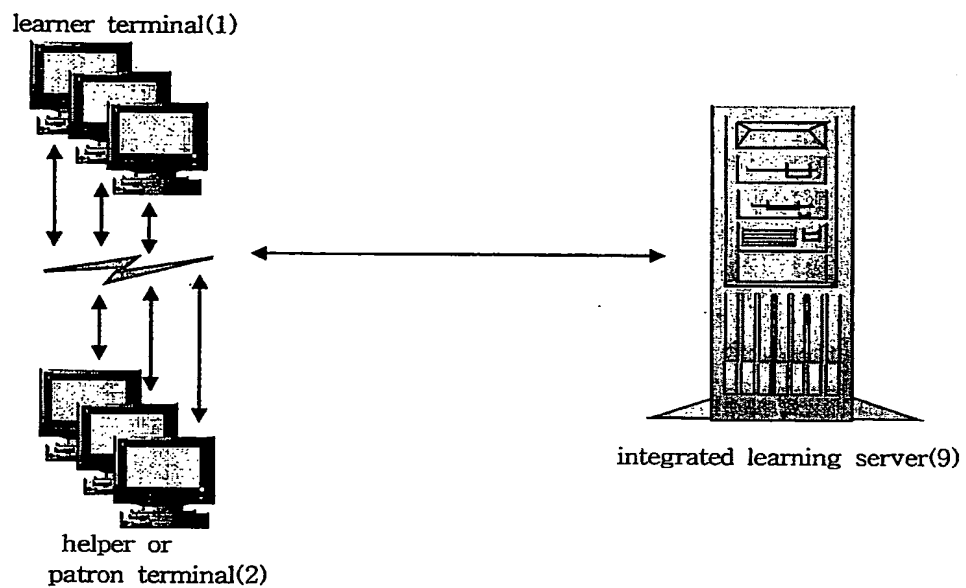 learner terminal(1)
integrated learning server(9)
helper or
patron terminal(2)